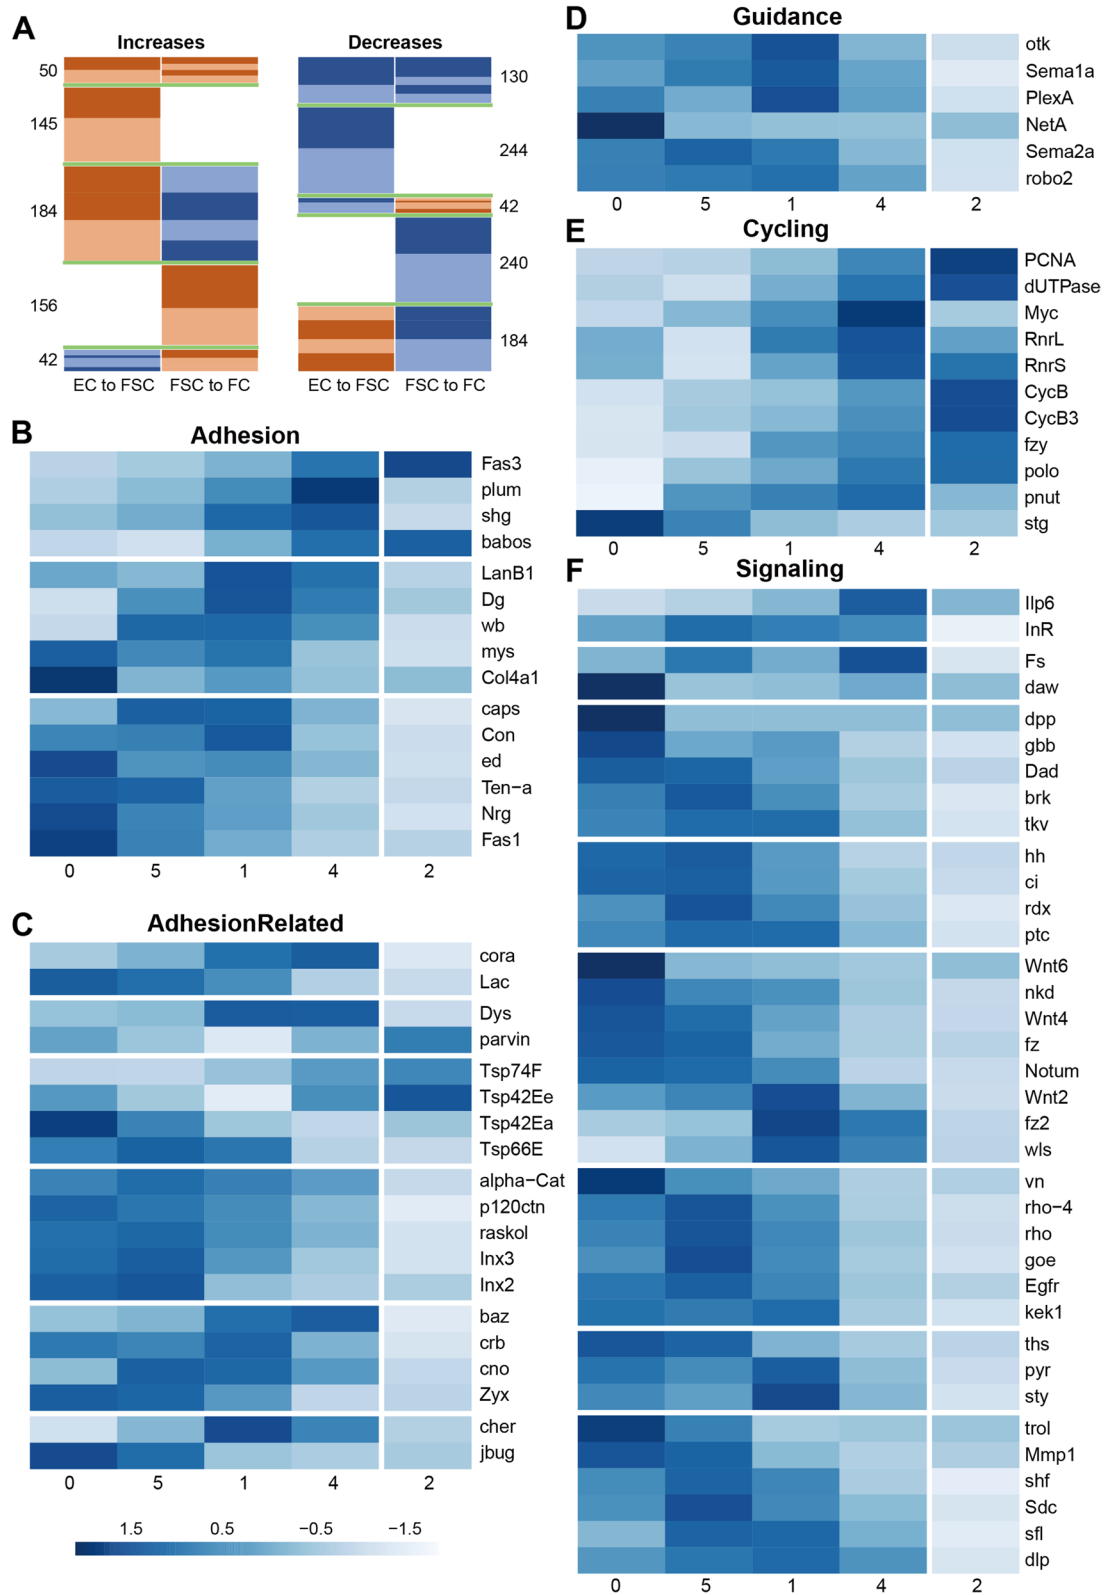 A
Increases
Decreases
50
145
184
156
42
130
244
42
240
184
EC to FSC
FSC to FC
EC to FSC
FSC to FC
B
Adhesion
Fas3
plum
shg
babos
LanB1
Dg
wb
mys
Col4a1
caps
Con
ed
Ten−a
Nrg
Fas1
0 5 1 4 2
C
AdhesionRelated
cora
Lac
Dys
parvin
Tsp74F
Tsp42Ee
Tsp42Ea
Tsp66E
alpha−Cat
p120ctn
raskol
Inx3
Inx2
baz
crb
cno
Zyx
cher
jbug
0 5 1 4 2
1.5 0.5 −0.5 −1.5
D
Guidance
otk
Sema1a
PlexA
NetA
Sema2a
robo2
0 5 1 4 2
E
Cycling
PCNA
dUTPase
Myc
RnrL
RnrS
CycB
CycB3
fzy
polo
pnut
stg
0 5 1 4 2
F
Signaling
Ilp6
InR
Fs
daw
dpp
gbb
Dad
brk
tkv
hh
ci
rdx
ptc
Wnt6
nkd
Wnt4
fz
Notum
Wnt2
fz2
wls
vn
rho−4
rho
goe
Egfr
kek1
ths
pyr
sty
trol
Mmp1
shf
Sdc
sfl
dlp
0 5 1 4 2